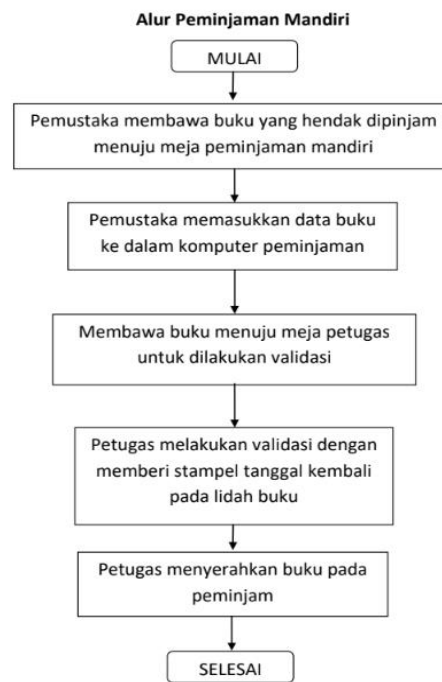 Alur Peminjaman Mandiri
MULAI
Pemustaka membawa buku yang hendak dipinjam
menuju meja peminjaman mandiri
Pemustaka memasukkan data buku
ke dalam komputer peminjaman
Membawa buku menuju meja petugas
untuk dilakukan validasi
Petugas melakukan validasi dengan
memberi stampel tanggal kembali
pada lidah buku
Petugas menyerahkan buku pada
peminjam
SELESAI